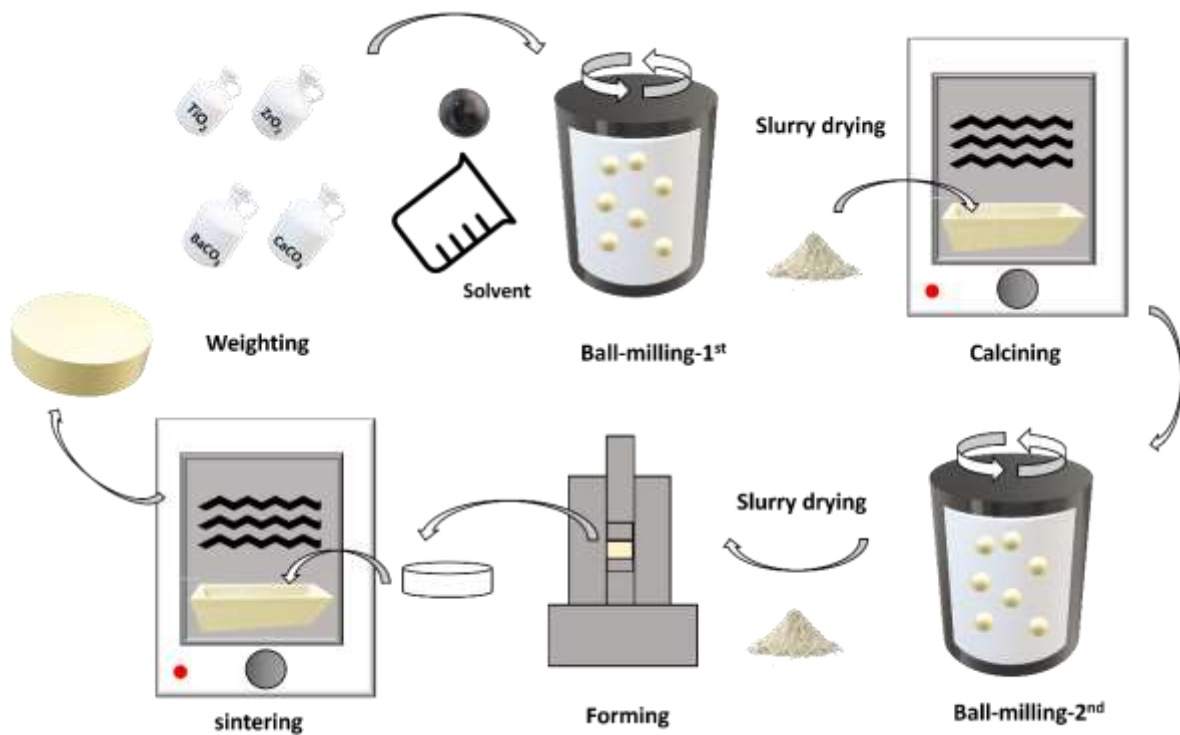 TiO2
ZrO2
BaCO3
CaCO3
Solvent
Weighting
Ball-milling-1st
Slurry drying
Calcining
Slurry drying
sintering
Forming
Ball-milling-2nd